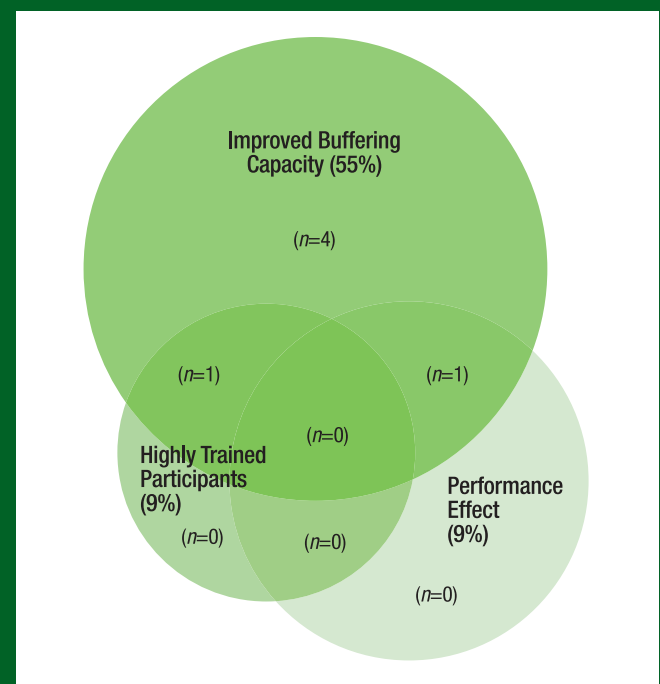 Improved Buffering
Capacity (55%)
(n=4)
(n=1)
(n=1)
(n=0)
Highly Trained
Participants
(9%)
(n=0)
(n=0)
Performance
Effect
(9%)
(n=0)